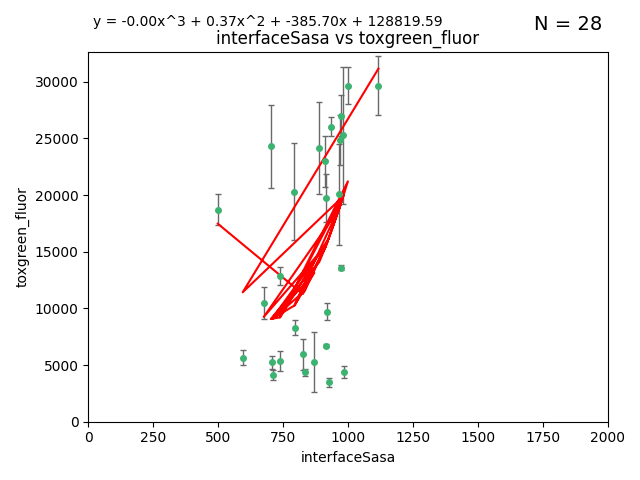 y = -0.00x^3 + 0.37x^2 + -385.70x + 128819.59
N = 28
interfaceSasa vs toxgreen_fluor
30000
25000
20000
15000
10000
5000
0
toxgreen_fluor
0 250 500 750 1000 1250 1500 1750 2000
interfaceSasa